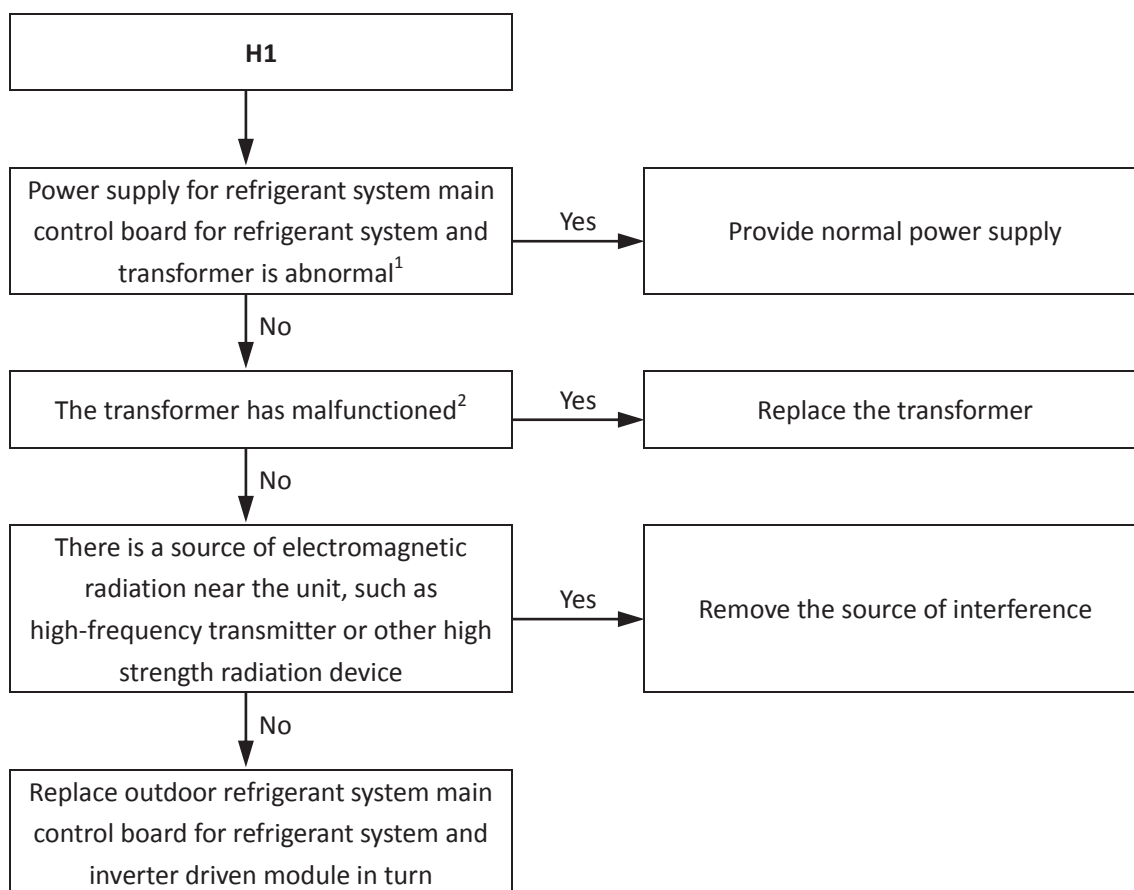 H1
Power supply for refrigerant system main
control board for refrigerant system and
transformer is abnormal1
Yes
Provide normal power supply
No
The transformer has malfunctioned2
Yes
Replace the transformer
No
There is a source of electromagnetic
radiation near the unit, such as
high-frequency transmitter or other high
strength radiation device
Yes
Remove the source of interference
No
Replace outdoor refrigerant system main
control board for refrigerant system and
inverter driven module in turn